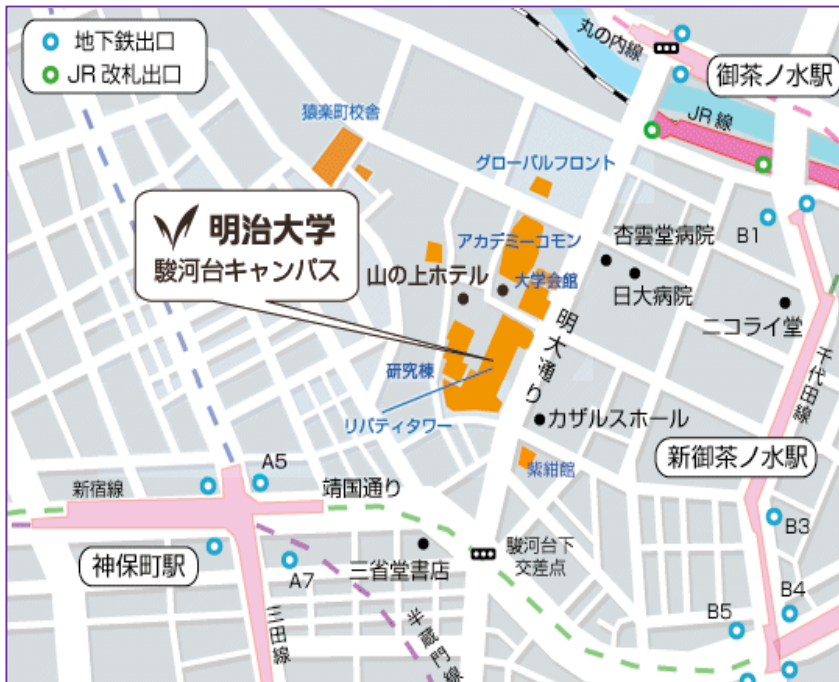 地下鉄出口
JR 改札出口
丸の内線
御茶ノ水駅
JR 線
猿楽町校舎
グローバルフロント
明治大学
駿河台キャンパス
アカデミーコモン
杏雲堂病院
B1
山の上ホテル
大学会館
日大病院
ニコライ堂
明大通り
千代田線
研究棟
リバティタワー
カザルスホール
紫紺館
新御茶ノ水駅
A5
新宿線
靖国通り
B3
神保町駅
A7
三省堂書店
駿河台下
交差点
B4
B5
三田線
半蔵門線